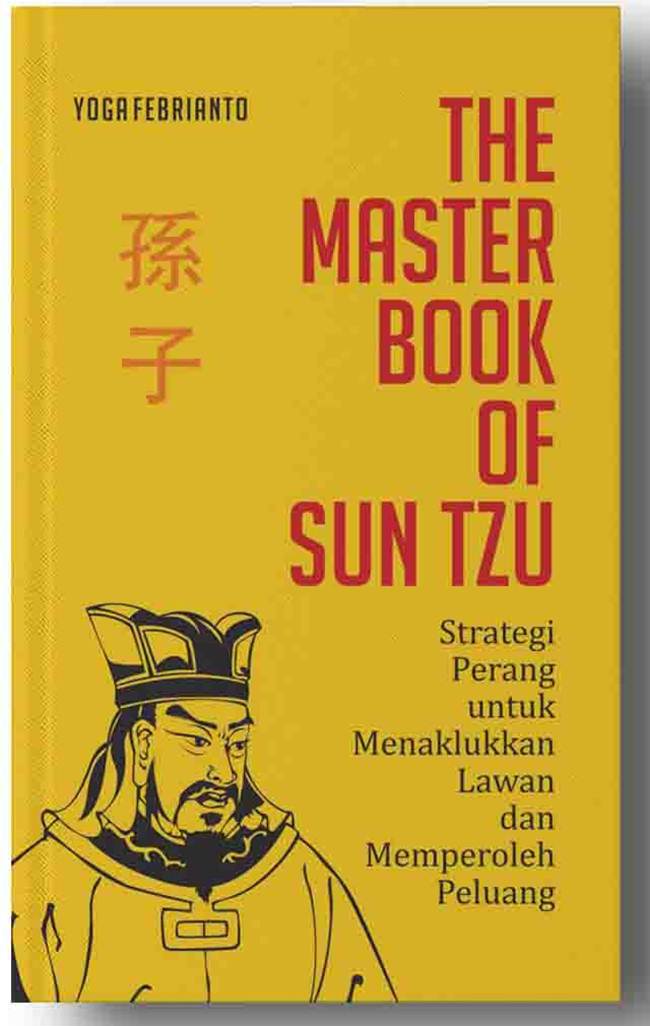 YOGA FEBRIANTO
孫
子
THE
MASTER
BOOK
OF
SUN TZU
Strategi
Perang
untuk
Menaklukkan
Lawan
dan
Memperoleh
Peluang